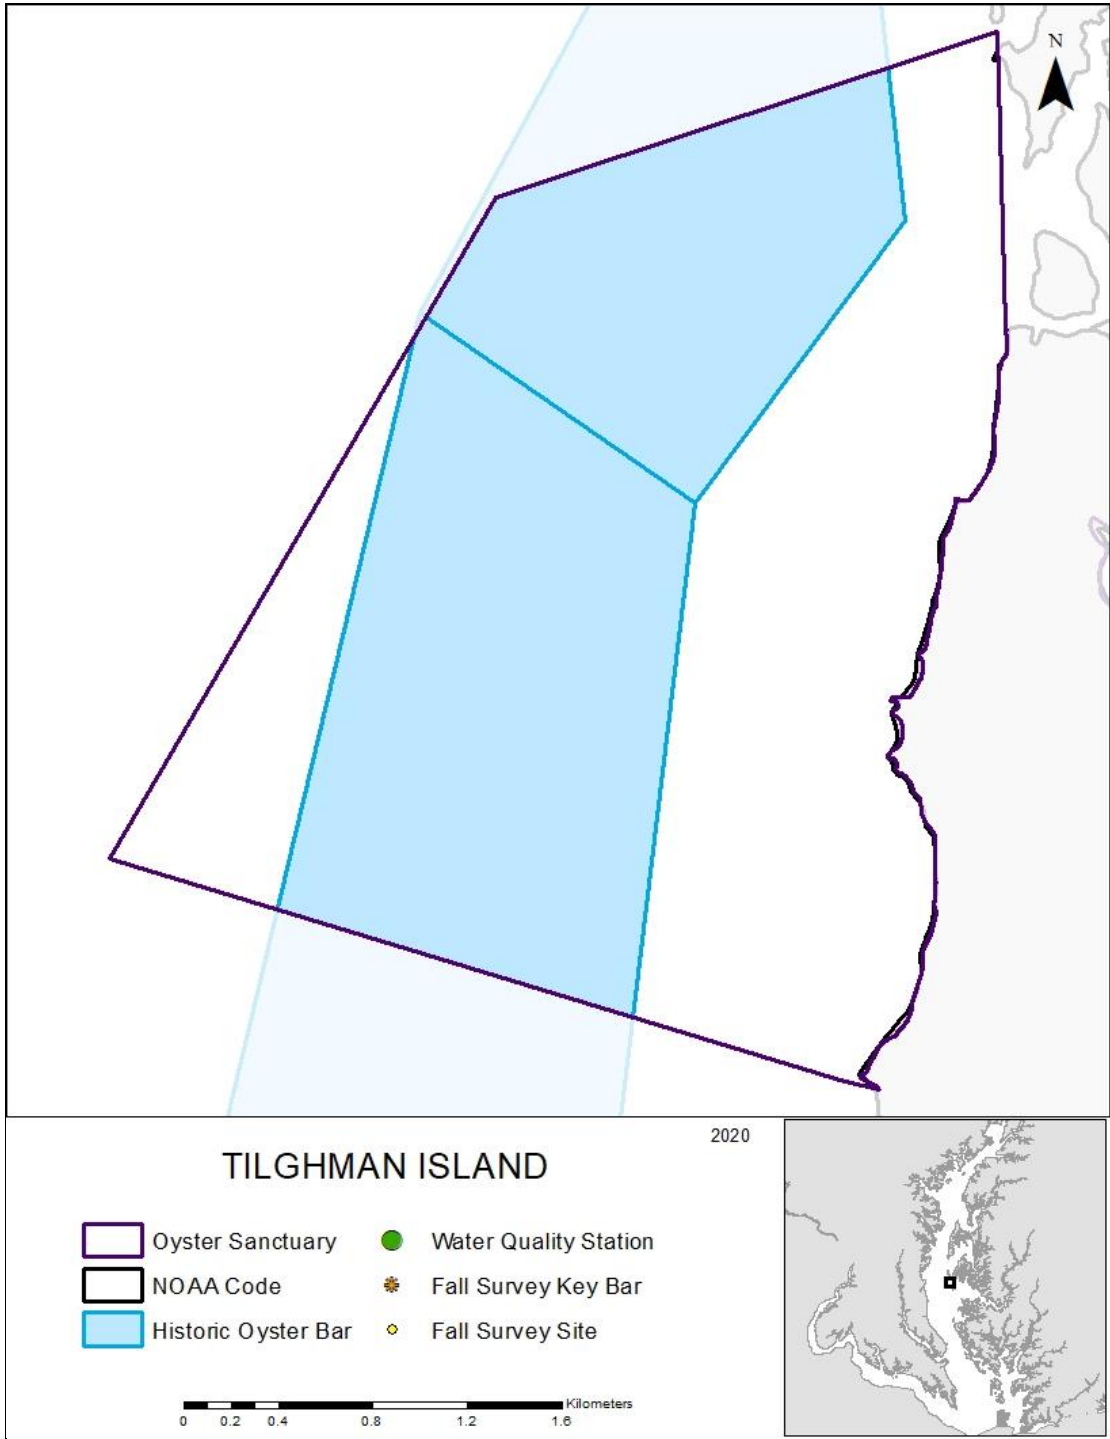 N
2020
TILGHMAN ISLAND
Oyster Sanctuary
Water Quality Station
NOAA Code
Fall Survey Key Bar
Historic Oyster Bar
Fall Survey Site
Kilometers
0 0.2 0.4 0.8 1.2 1.6